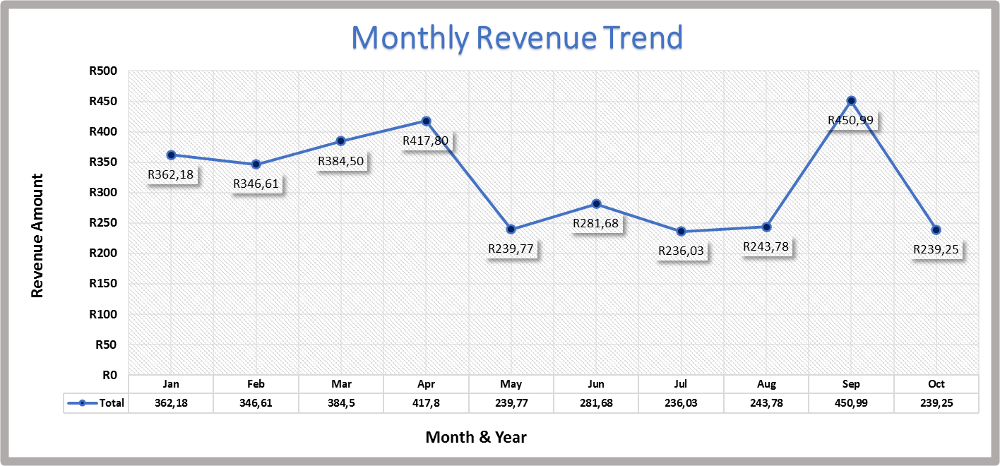 Monthly Revenue Trend
R500
R450
R400
R350
R300
R250
R200
R150
R100
R50
R0
Revenue Amount
R362,18
R346,61
R384,50
R417,80
R239,77
R281,68
R236,03
R243,78
R450,99
R239,25
Jan Feb Mar Apr May Jun Jul Aug Sep Oct
Total 362,18 346,61 384,5 417,8 239,77 281,68 236,03 243,78 450,99 239,25
Month & Year